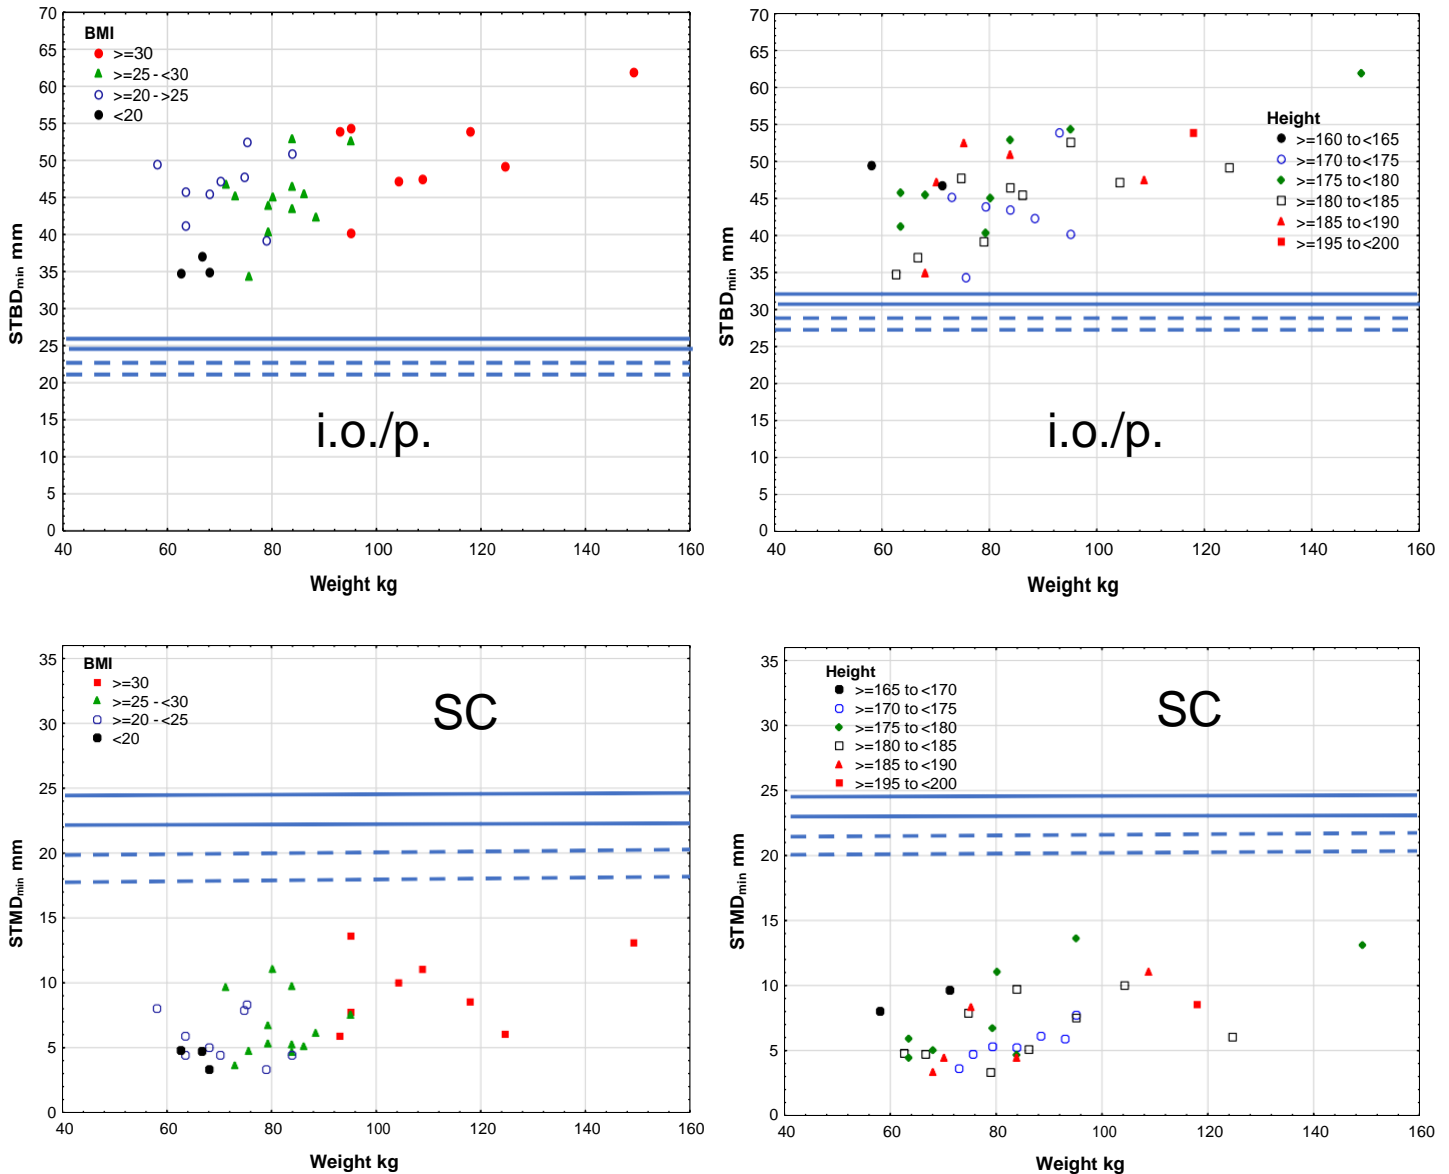 BMI
>=30
>=25 - <30
>=20 - >25
<20
STBDmin mm
70
65
60
55
50
45
40
35
30
25
20
15
10
5
0
i.o./p.
40 60 80 100 120 140 160
Weight kg
Height
>=160 to <165
>=170 to <175
>=175 to <180
>=180 to <185
>=185 to <190
>=195 to <200
STBDmin mm
70
65
60
55
50
45
40
35
30
25
20
15
10
5
0
i.o./p.
40 60 80 100 120 140 160
Weight kg
BMI
>=30
>=25 - <30
>=20 - <25
<20
SC
STMDmin mm
35
30
25
20
15
10
5
0
40 60 80 100 120 140 160
Weight kg
Height
>=165 to <170
>=170 to <175
>=175 to <180
>=180 to <185
>=185 to <190
>=195 to <200
SC
STMDmin mm
35
30
25
20
15
10
5
0
40 60 80 100 120 140 160
Weight kg